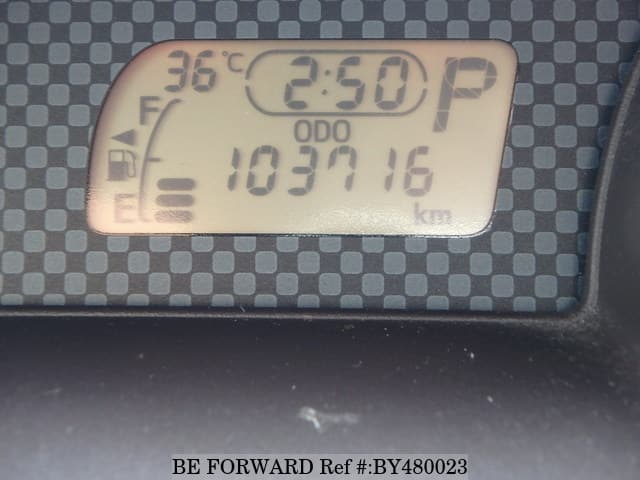 36°C 2:50 P
F
ODO
103716
E km
BE FORWARD Ref #:BY480023